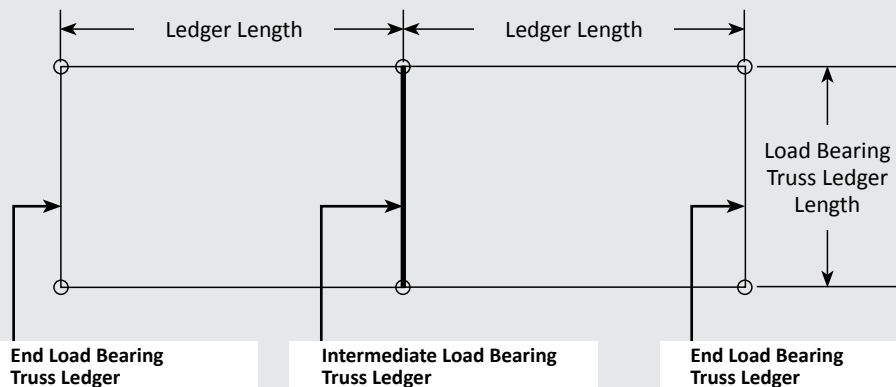 Ledger Length
Ledger Length
Load Bearing
Truss Ledger
Length
End Load Bearing
Truss Ledger
Intermediate Load Bearing
Truss Ledger
End Load Bearing
Truss Ledger